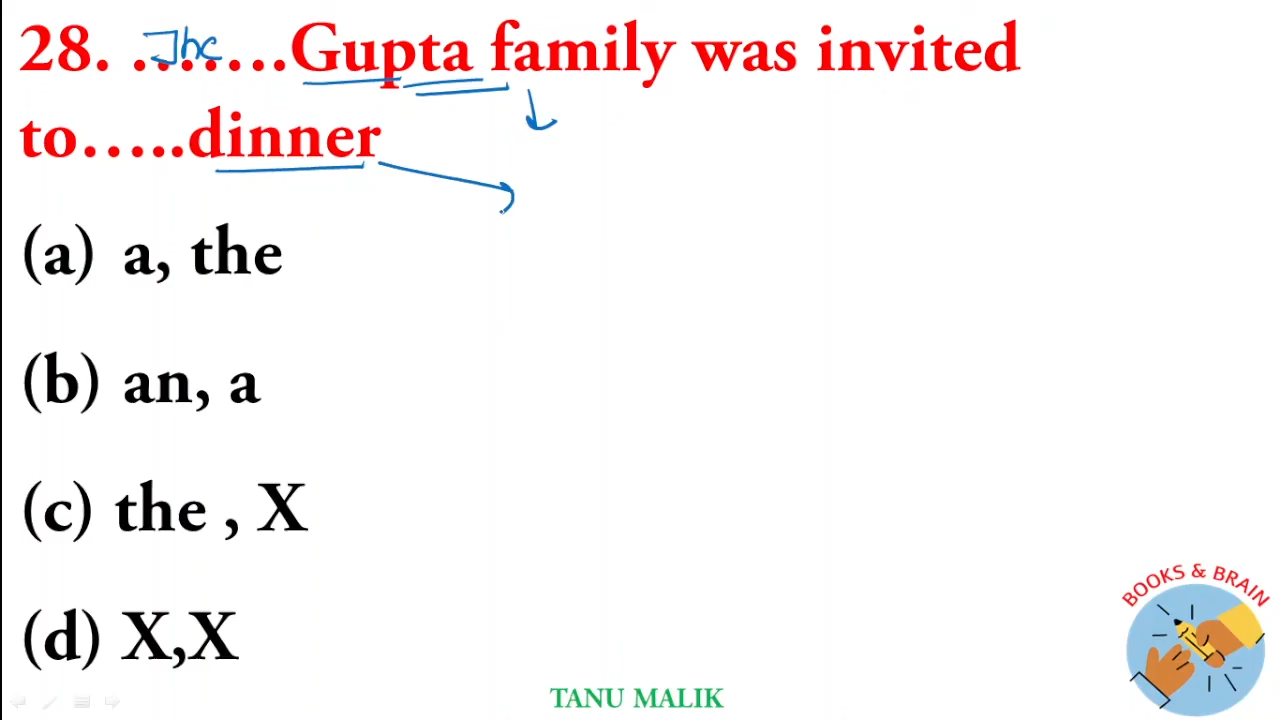 28. ........Gupta family was invited
The
to.....dinner
(a) a, the
(b) an, a
(c) the , X
(d) X,X
BOOKS & BRAIN
TANU MALIK